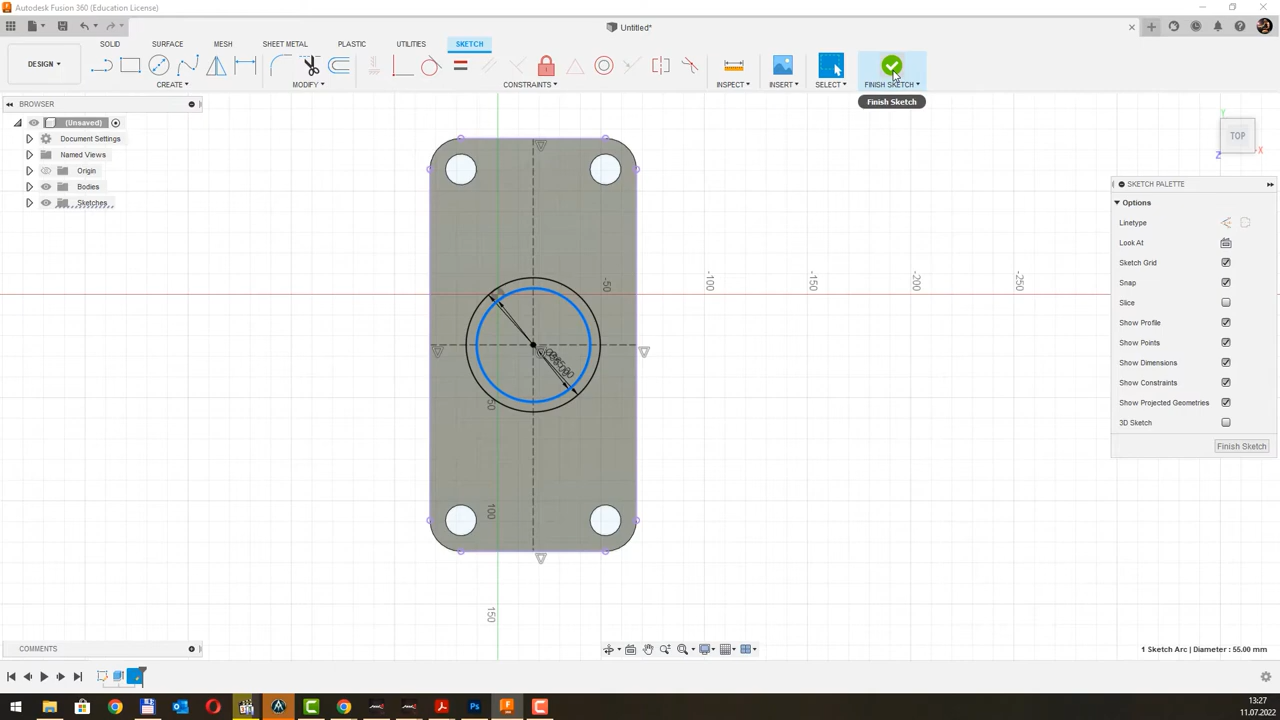 Autodesk Fusion 360 (Education License)
Untitled*
DESIGN
SOLID SURFACE MESH SHEET METAL PLASTIC UTILITIES SKETCH
CREATE MODIFY CONSTRAINTS INSPECT INSERT SELECT FINISH SKETCH
Finish Sketch
BROWSER
(Unsaved)
Document Settings
Named Views
Origin
Bodies
Sketches
Y
TOP
X
Z
SKETCH PALETTE
Options
Linetype
Look At
Sketch Grid
Snap
Slice
Show Profile
Show Points
Show Dimensions
Show Constraints
Show Projected Geometries
3D Sketch
Finish Sketch
-50
-100
-150
-200
-250
50
100
150
COMMENTS
1 Sketch Arc | Diameter : 55.00 mm
13:27
11.07.2022